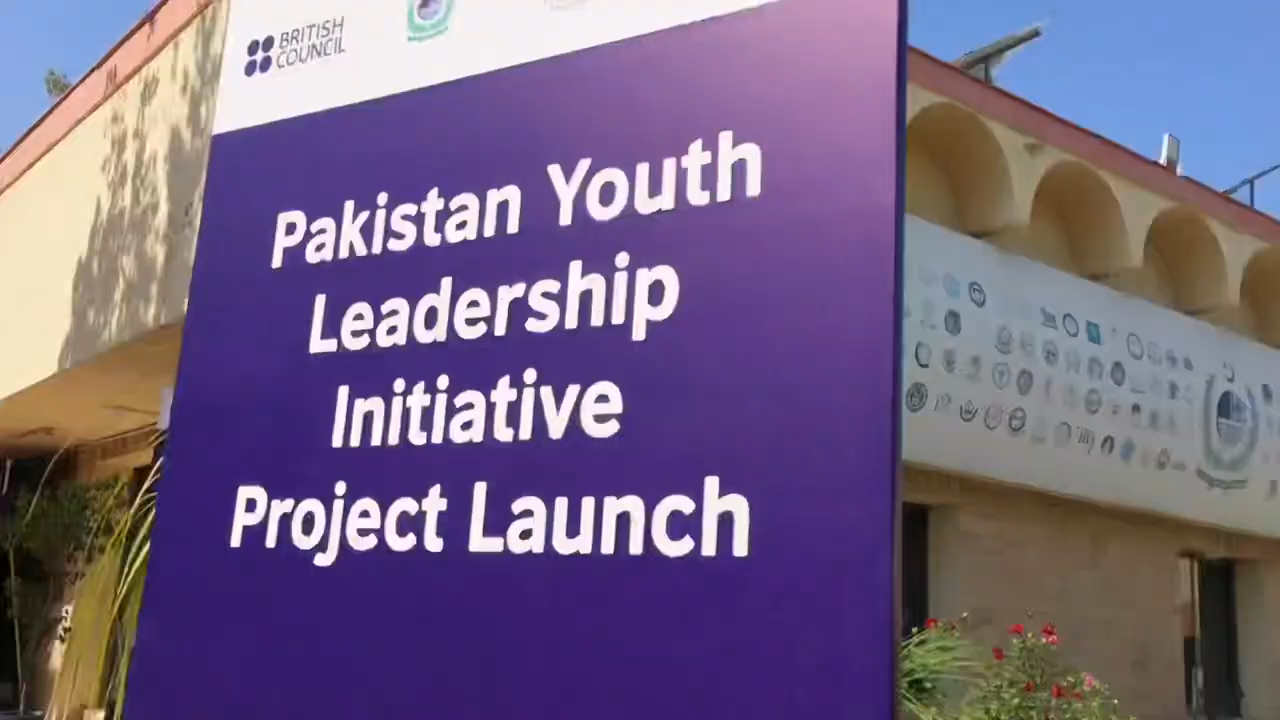 BRITISH
COUNCIL
Pakistan Youth
Leadership
Initiative
Project Launch